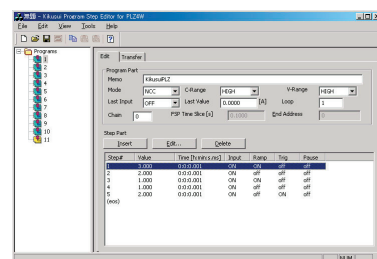 無題 - Kikusui Program Step Editor for PLZ4W
File Edit View Tools Help
Programs
1
2
3
4
5
6
7
8
9
10
11
Edit Transfer
Program Part
Memo KikusuiPLZ
Mode NCC C-Range HIGH V-Range HIGH
Last Input OFF Last Value 0.0000 [A] Loop 1
Chain 0 FSP Time Slice [s] 0.1000 End Address 0
Step Part
Insert Edit... Delete
Step# Value Time [h:m:s.ms] Input Ramp Trig Pause
1 3.000 0:0:0.001 ON ON off off
2 2.000 0:0:0.001 ON off off off
3 1.000 0:0:0.001 ON ON off off
4 1.000 0:0:0.001 ON off off off
5 2.000 0:0:0.001 ON off ON off
(eos)
NUM